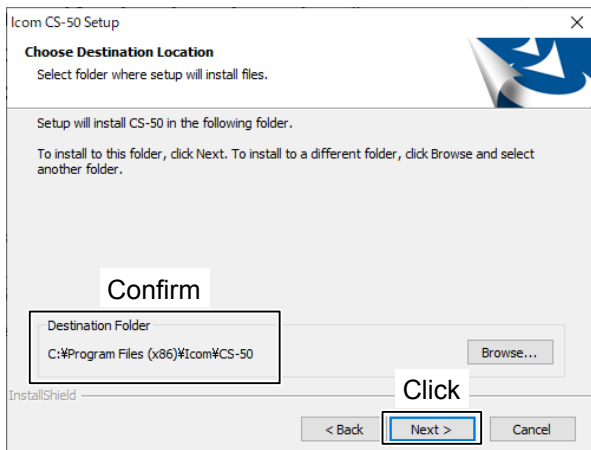 Icom CS-50 Setup
Choose Destination Location
Select folder where setup will install files.
Setup will install CS-50 in the following folder.
To install to this folder, click Next. To install to a different folder, click Browse and select
another folder.
Confirm
Destination Folder
C:¥Program Files (x86)¥Icom¥CS-50
Browse...
Click
InstallShield
< Back
Next >
Cancel